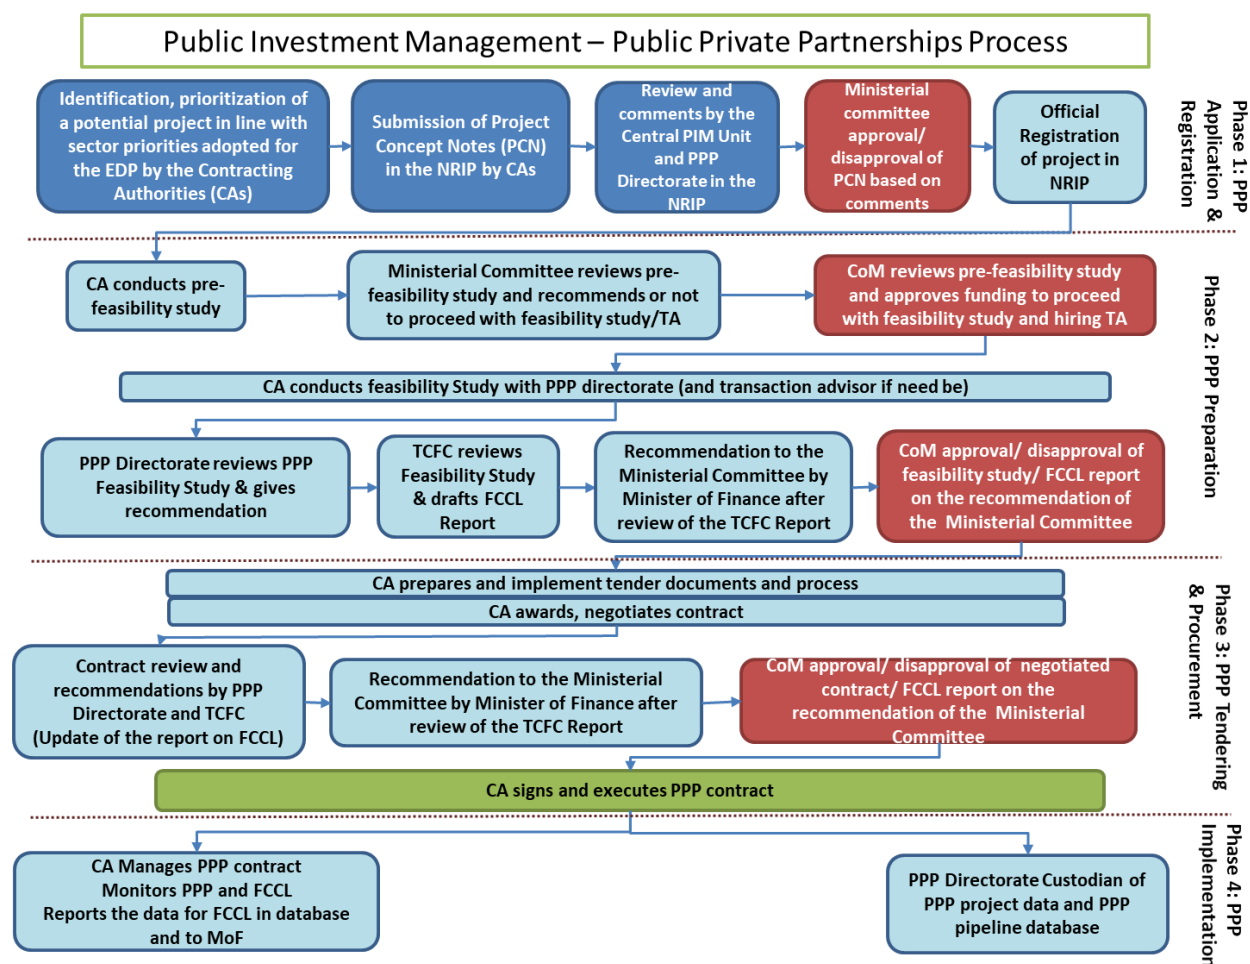 Public Investment Management – Public Private Partnerships Process
Identification, prioritization of
a potential project in line with
sector priorities adopted for
the EDP by the Contracting
Authorities (CAs)
Submission of Project
Concept Notes (PCN)
in the NRIP by CAs
Review and
comments by the
Central PIM Unit
and PPP
Directorate in the
NRIP
Ministerial
committee
approval/
disapproval of
PCN based on
comments
Official
Registration
of project in
NRIP
Phase 1: PPP
Application &
Registration
CA conducts pre-
feasibility study
Ministerial Committee reviews pre-
feasibility study and recommends or not
to proceed with feasibility study/TA
CoM reviews pre-feasibility study
and approves funding to proceed
with feasibility study and hiring TA
CA conducts feasibility Study with PPP directorate (and transaction advisor if need be)
PPP Directorate reviews PPP
Feasibility Study & gives
recommendation
TCFC reviews
Feasibility Study
& drafts FCCL
Report
Recommendation to the
Ministerial Committee by
Minister of Finance after
review of the TCFC Report
CoM approval/ disapproval of
feasibility study/ FCCL report
on the recommendation of
the Ministerial Committee
Phase 2: PPP Preparation
CA prepares and implement tender documents and process
CA awards, negotiates contract
Contract review and
recommendations by PPP
Directorate and TCFC
(Update of the report on FCCL)
Recommendation to the Ministerial
Committee by Minister of Finance after
review of the TCFC Report
CoM approval/ disapproval of negotiated
contract/ FCCL report on the
recommendation of the Ministerial
Committee
CA signs and executes PPP contract
Phase 3: PPP Tendering
& Procurement
CA Manages PPP contract
Monitors PPP and FCCL
Reports the data for FCCL in database
and to MoF
PPP Directorate Custodian of
PPP project data and PPP
pipeline database
Phase 4: PPP
Implementation